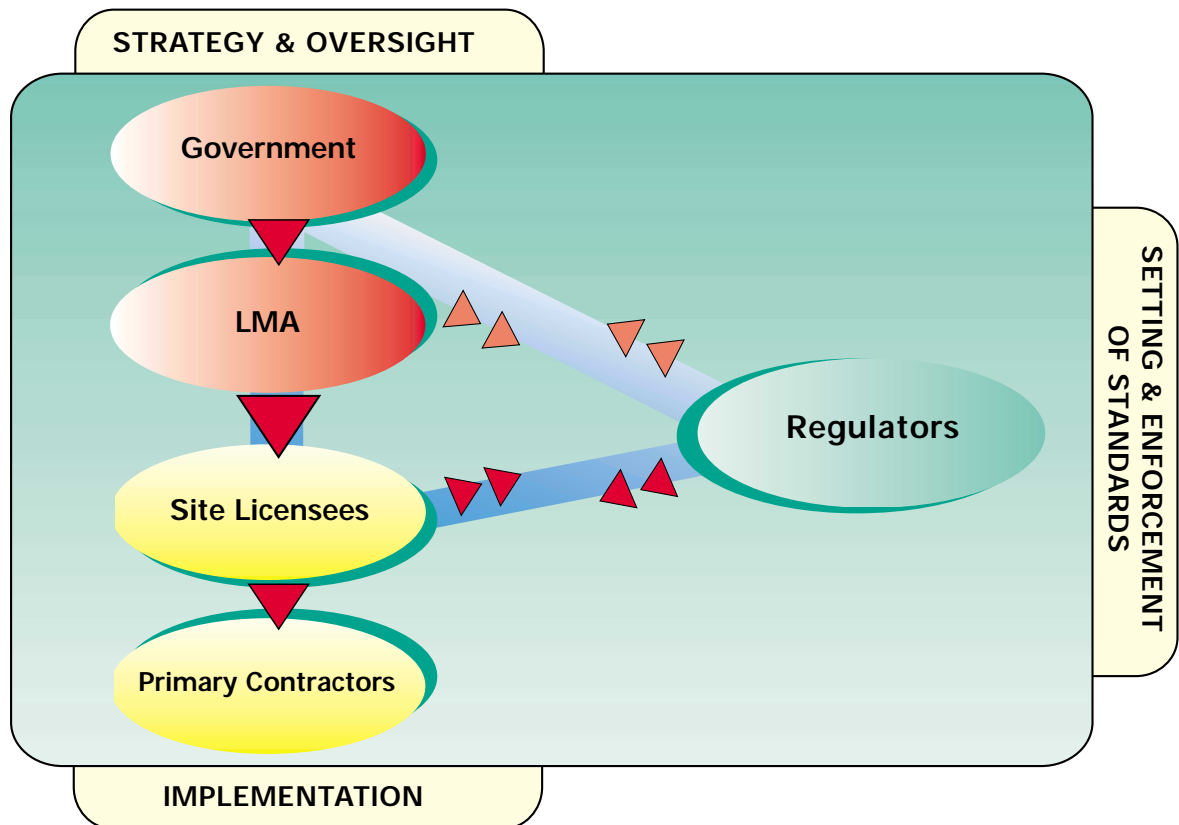 STRATEGY & OVERSIGHT
Government
LMA
Site Licensees
Primary Contractors
Regulators
SETTING & ENFORCEMENT
OF STANDARDS
IMPLEMENTATION